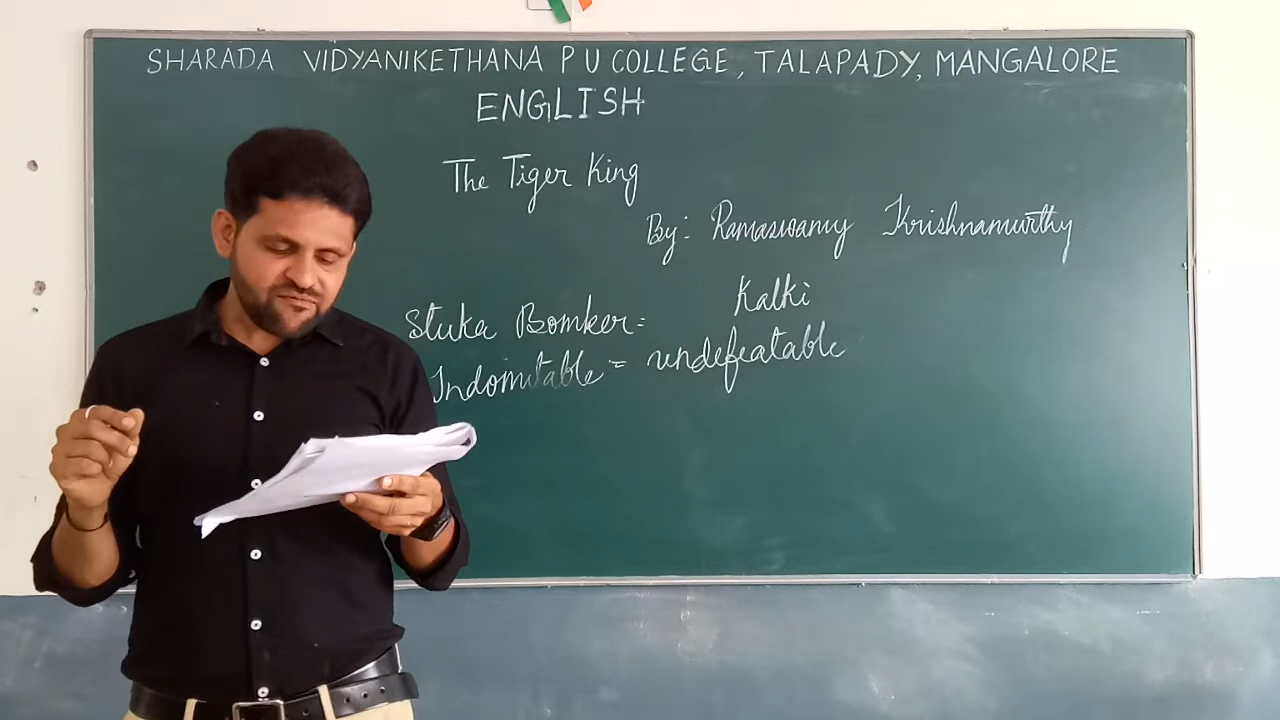 SHARADA VIDYANIKETHANA P U COLLEGE, TALAPADY, MANGALORE
ENGLISH
The Tiger King
By: Ramaswamy Krishnamurthy
Kalki
Stuka Bomker =
Indomitable = undefeatable